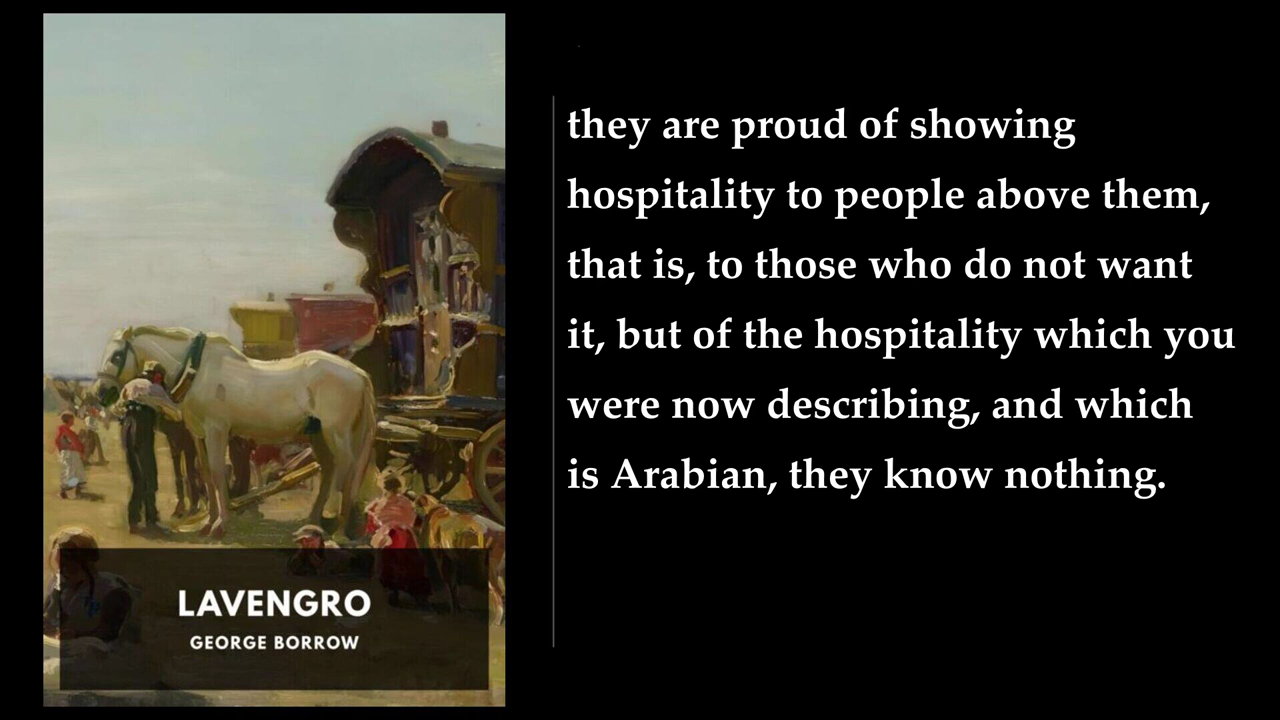 they are proud of showing
hospitality to people above them,
that is, to those who do not want
it, but of the hospitality which you
were now describing, and which
is Arabian, they know nothing.
LAVENGRO
GEORGE BORROW